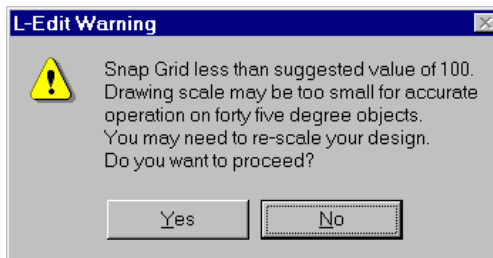 L-Edit Warning
Snap Grid less than suggested value of 100.
Drawing scale may be too small for accurate
operation on forty five degree objects.
You may need to re-scale your design.
Do you want to proceed?
Yes No